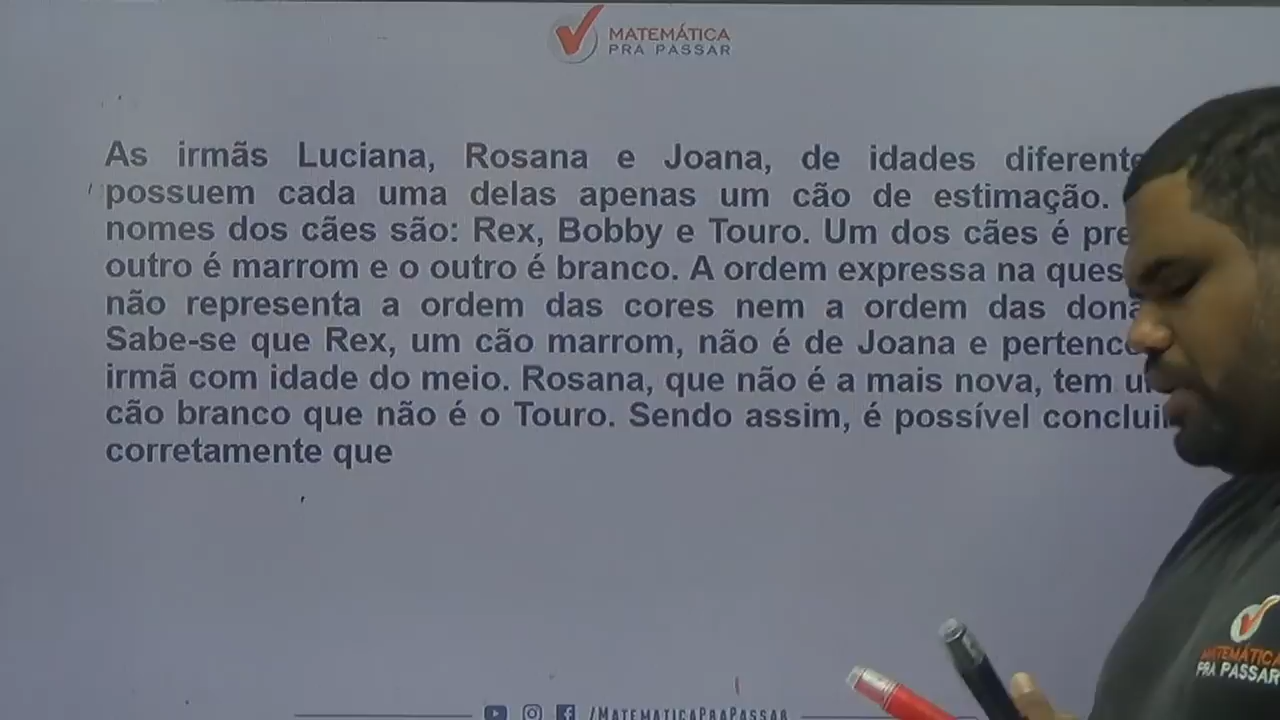 MATEMÁTICA
PRA PASSAR
As irmãs Luciana, Rosana e Joana, de idades diferente
possuem cada uma delas apenas um cão de estimação.
nomes dos cães são: Rex, Bobby e Touro. Um dos cães é pre
outro é marrom e o outro é branco. A ordem expressa na ques
não representa a ordem das cores nem a ordem das dona
Sabe-se que Rex, um cão marrom, não é de Joana e pertenc
irmã com idade do meio. Rosana, que não é a mais nova, tem u
cão branco que não é o Touro. Sendo assim, é possível concluir
corretamente que
MATEMÁTICA
PRA PASSAR
/MATEMATICAPRAPASSAR